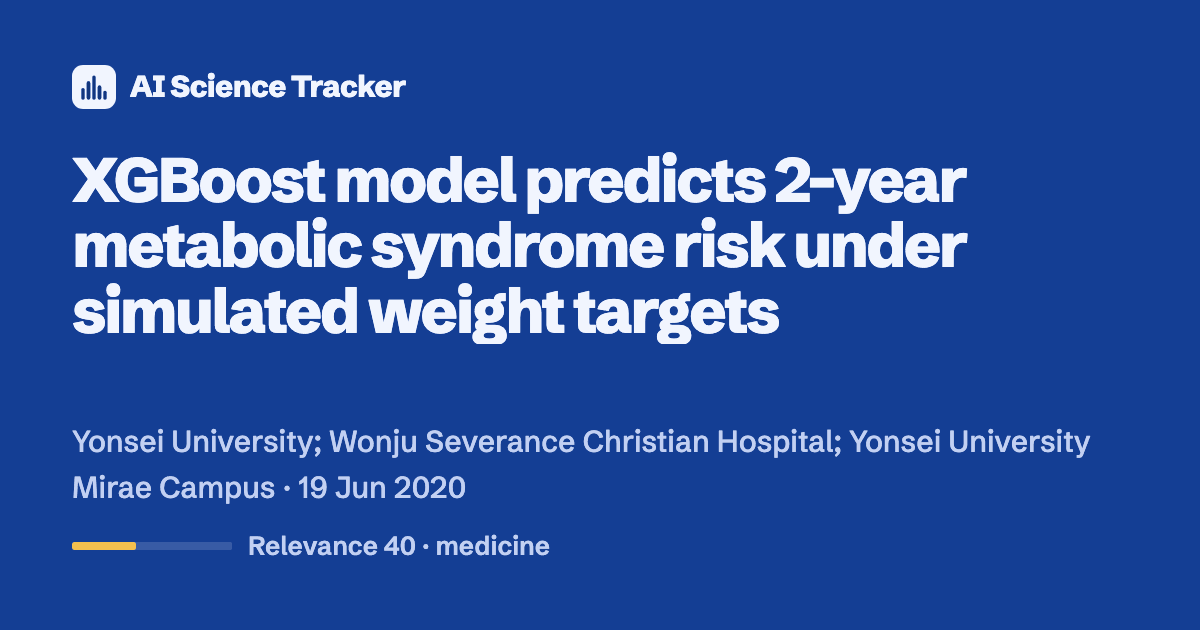 AI Science Tracker
XGBoost model predicts 2-year
metabolic syndrome risk under
simulated weight targets
Yonsei University; Wonju Severance Christian Hospital; Yonsei University
Mirae Campus · 19 Jun 2020
Relevance 40 · medicine